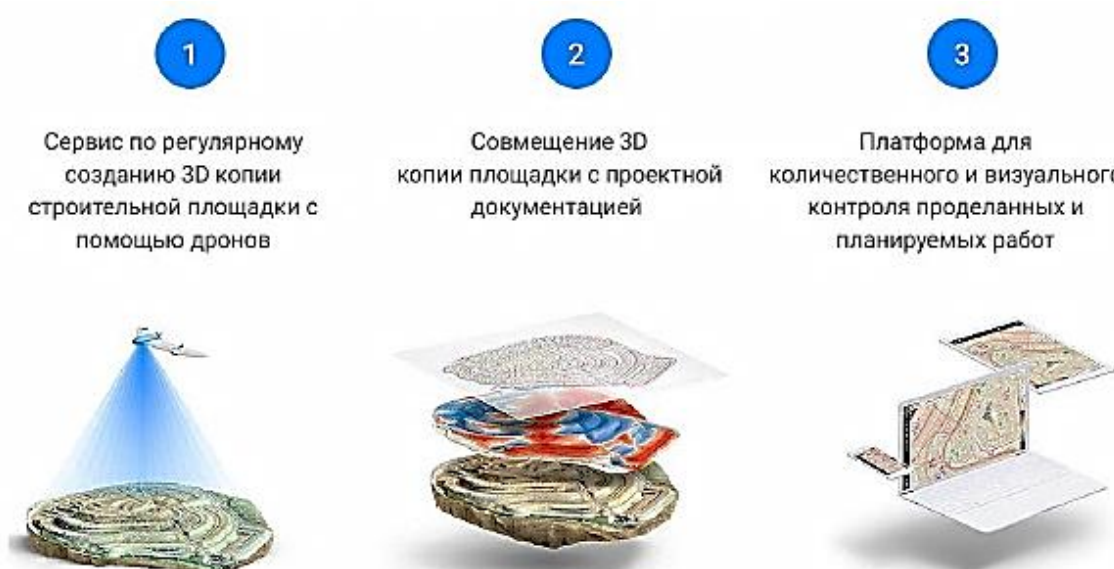 1
Сервис по регулярному
созданию 3D копии
строительной площадки с
помощью дронов
2
Совмещение 3D
копии площадки с проектной
документацией
3
Платформа для
количественного и визуального
контроля проделанных и
планируемых работ